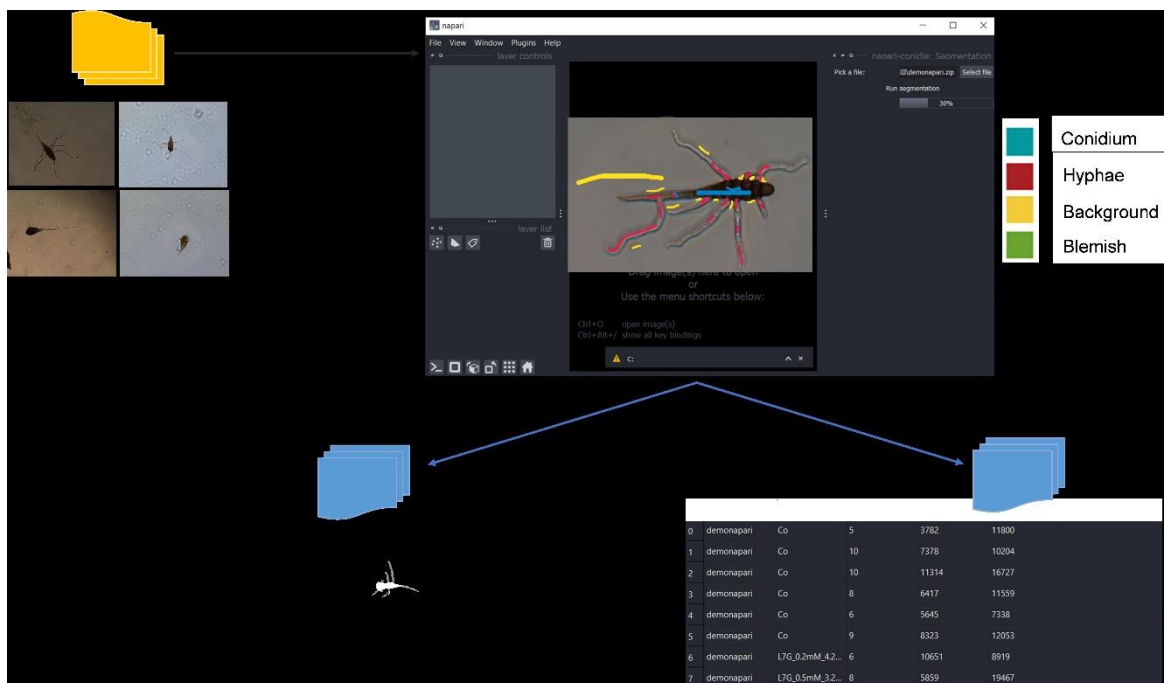 napari
File View Window Plugins Help
layer controls
layer list
napari-conidie: Segmentation
Pick a file:
\demonapari.zip
Select file
Run segmentation
30%
Drag image(s) here to open
or
Use the menu shortcuts below:
Ctrl+O open image(s)
Ctrl+Alt+/ show all key bindings
C:
Conidium
Hyphae
Background
Blemish
0 demonapari Co 5 3782 11800
1 demonapari Co 10 7378 10204
2 demonapari Co 10 11314 16727
3 demonapari Co 8 6417 11559
4 demonapari Co 6 5645 7338
5 demonapari Co 9 8323 12053
6 demonapari L7G_0.2mM_4.2... 6 10651 8919
7 demonapari L7G_0.5mM_3.2... 8 5859 19467